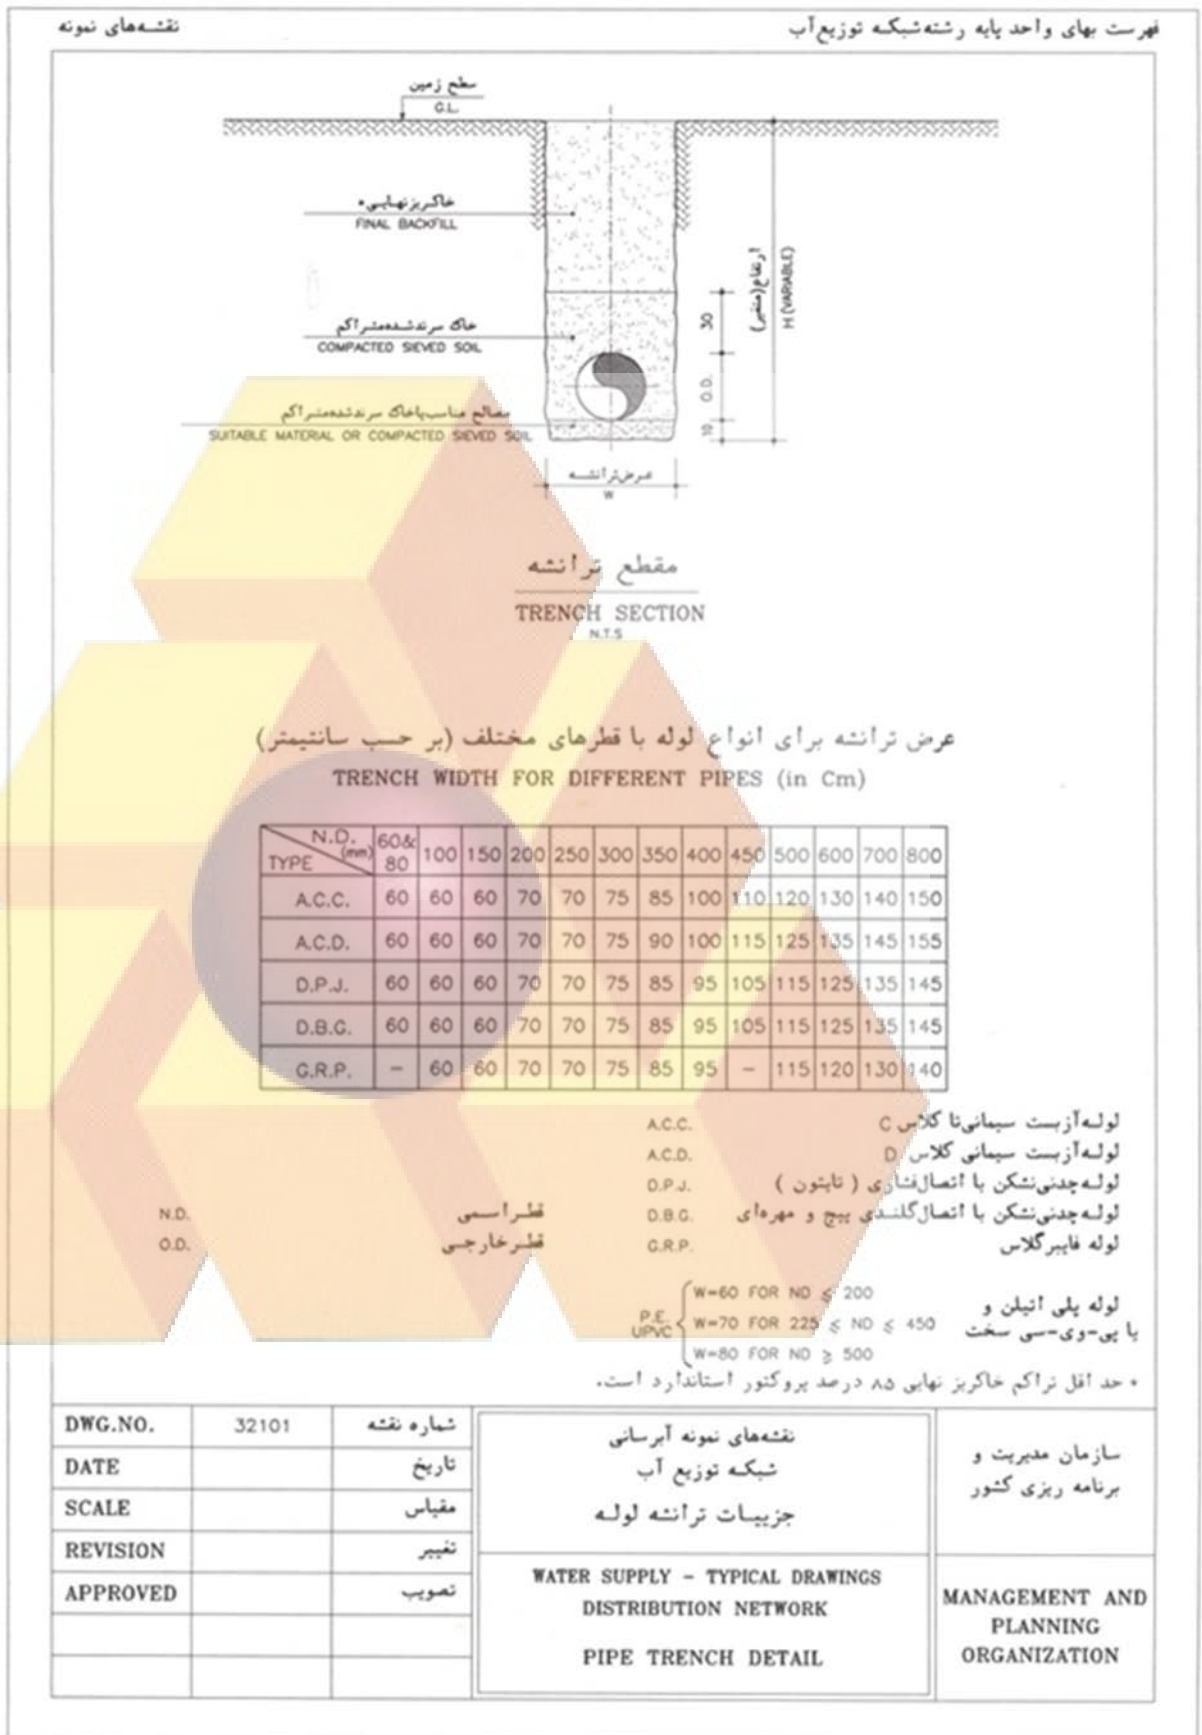 فهرست بهای واحد پایه رشته شبکه توزیع آب
نقشه‌های نمونه
سطح زمین
G.L.
خاکریز نهایی*
FINAL BACKFILL
خاک سرند شده متراکم
COMPACTED SIEVED SOIL
مصالح مناسب یا خاک سرند شده متراکم
SUITABLE MATERIAL OR COMPACTED SIEVED SOIL
30
O.D.
10
ارتفاع (متغیر)
H (VARIABLE)
عرض ترانشه
W
مقطع ترانشه
TRENCH SECTION
N.T.S
عرض ترانشه برای انواع لوله با قطرهای مختلف (بر حسب سانتیمتر)
TRENCH WIDTH FOR DIFFERENT PIPES (in Cm)
TYPE N.D. (mm) 60& 80 100 150 200 250 300 350 400 450 500 600 700 800
A.C.C. 60 60 60 70 70 75 85 100 110 120 130 140 150
A.C.D. 60 60 60 70 70 75 90 100 115 125 135 145 155
D.P.J. 60 60 60 70 70 75 85 95 105 115 125 135 145
D.B.G. 60 60 60 70 70 75 85 95 105 115 125 135 145
G.R.P. – 60 60 70 70 75 85 95 – 115 120 130 140
لوله آزبست سیمانی تا کلاس C A.C.C.
لوله آزبست سیمانی کلاس D A.C.D.
لوله چدنی نشکن با اتصال فشاری ( تایتون ) D.P.J.
لوله چدنی نشکن با اتصال گلندی پیچ و مهره‌ای D.B.G. قطر اسمی N.D.
لوله فایبرگلاس G.R.P. قطر خارجی O.D.
لوله پلی اتیلن و
یا پی-وی-سی سخت
P.E.
UPVC
W=60 FOR ND ⩽ 200
W=70 FOR 225 ⩽ ND ⩽ 450
W=80 FOR ND ⩾ 500
* حد اقل تراکم خاکریز نهایی ۸۵ درصد پروکتور استاندارد است.
سازمان مدیریت و
برنامه ریزی کشور
MANAGEMENT AND
PLANNING
ORGANIZATION
نقشه‌های نمونه آبرسانی
شبکه توزیع آب
جزییات ترانشه لوله
WATER SUPPLY – TYPICAL DRAWINGS
DISTRIBUTION NETWORK
PIPE TRENCH DETAIL
DWG.NO. 32101 شماره نقشه
DATE تاریخ
SCALE مقیاس
REVISION تغییر
APPROVED تصویب